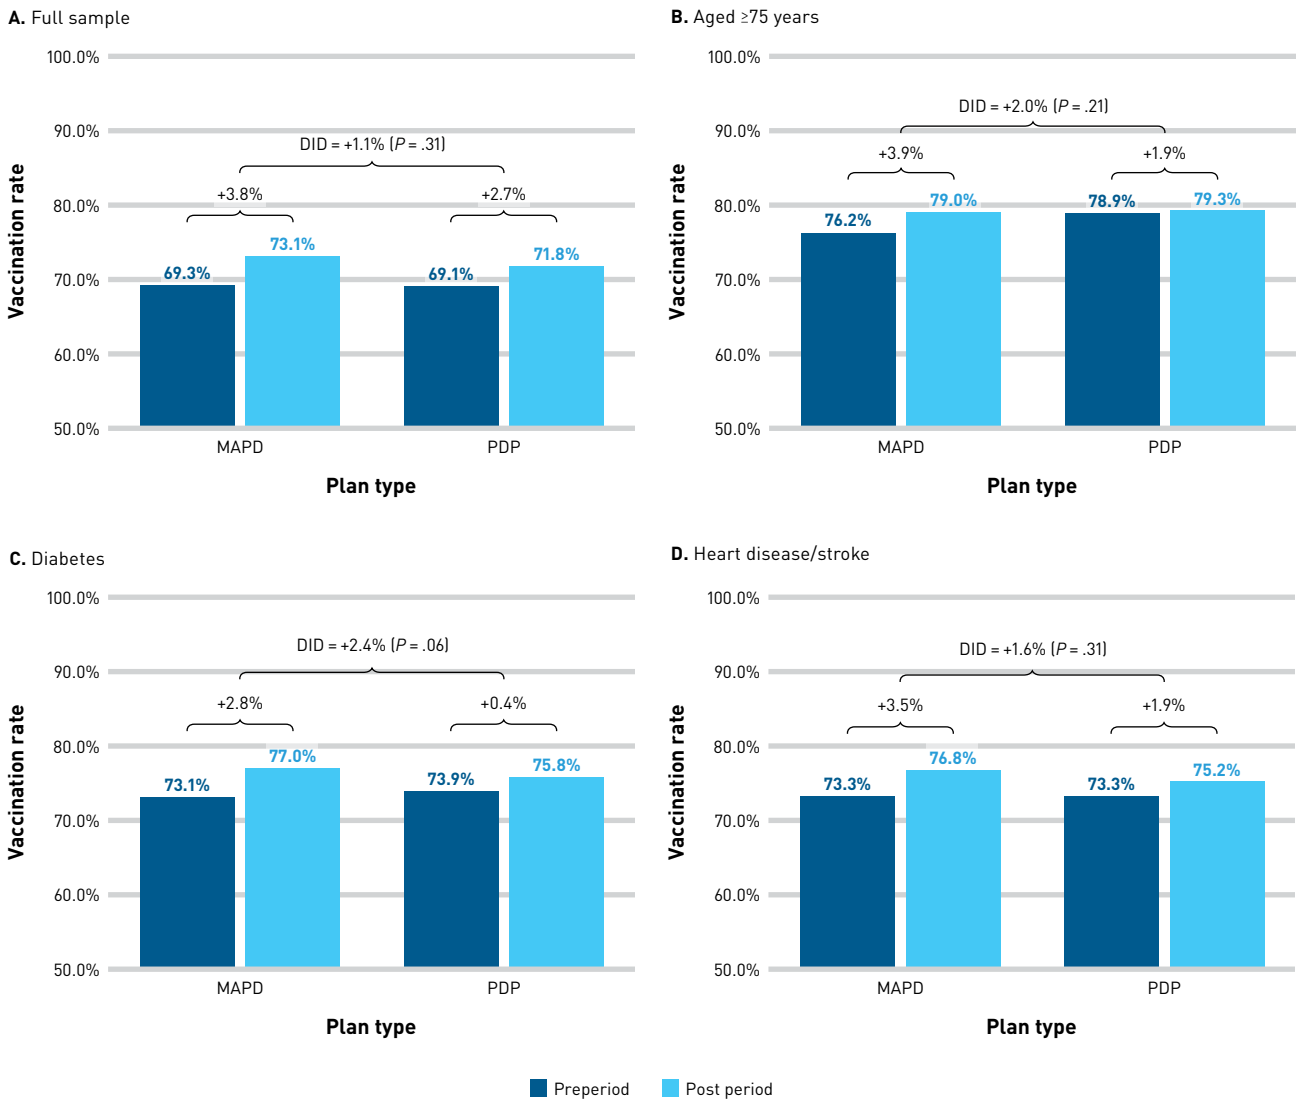 A. Full sample
100.0%
90.0%
80.0%
70.0%
60.0%
50.0%
Vaccination rate
DID = +1.1% (P = .31)
+3.8%
+2.7%
69.3%
73.1%
69.1%
71.8%
MAPD
PDP
Plan type
B. Aged ≥75 years
100.0%
90.0%
80.0%
70.0%
60.0%
50.0%
Vaccination rate
DID = +2.0% (P = .21)
+3.9%
+1.9%
76.2%
79.0%
78.9%
79.3%
MAPD
PDP
Plan type
C. Diabetes
100.0%
90.0%
80.0%
70.0%
60.0%
50.0%
Vaccination rate
DID = +2.4% (P = .06)
+2.8%
+0.4%
73.1%
77.0%
73.9%
75.8%
MAPD
PDP
Plan type
D. Heart disease/stroke
100.0%
90.0%
80.0%
70.0%
60.0%
50.0%
Vaccination rate
DID = +1.6% (P = .31)
+3.5%
+1.9%
73.3%
76.8%
73.3%
75.2%
MAPD
PDP
Plan type
Preperiod
Post period